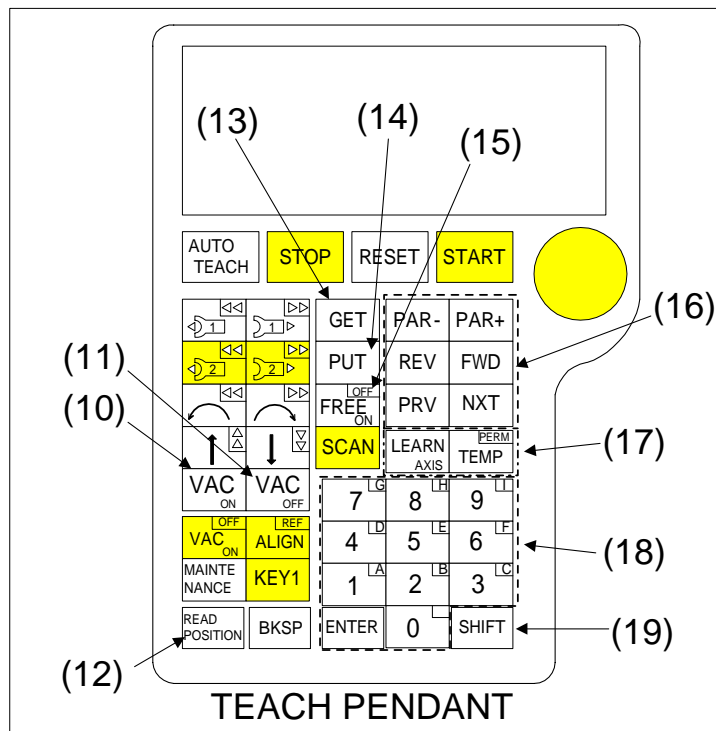 (13)
(14)
(15)
AUTO TEACH STOP RESET START
1 1 GET PAR- PAR+
(16)
2 2 PUT REV FWD
(11)
OFF
FREE ON PRV NXT
(10)
SCAN LEARN AXIS PERM TEMP
(17)
VAC ON VAC OFF
7 G 8 H 9 I
OFF VAC ON REF ALIGN
4 D 5 E 6 F
(18)
MAINTE NANCE KEY1
1 A 2 B 3 C
READ POSITION BKSP ENTER 0 SHIFT
(19)
(12)
TEACH PENDANT